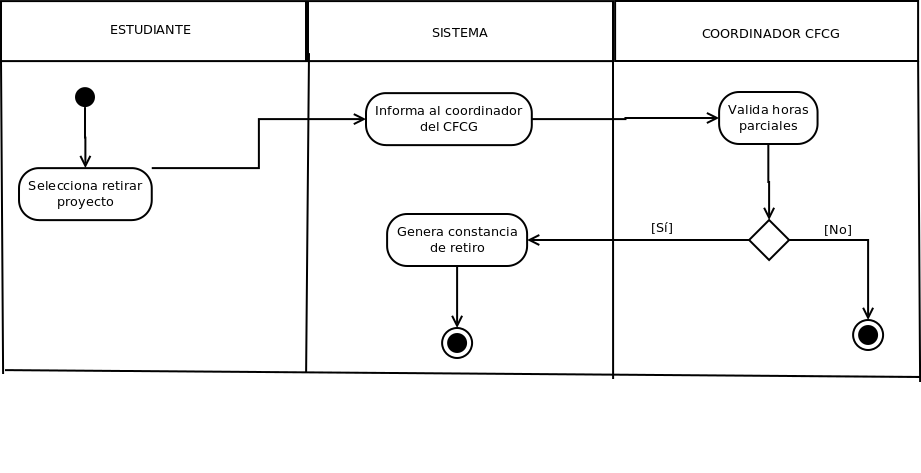 ESTUDIANTE
SISTEMA
COORDINADOR CFCG
Informa al coordinador
del CFCG
Valida horas
parciales
Selecciona retirar
proyecto
Genera constancia
de retiro
[Sí]
[No]